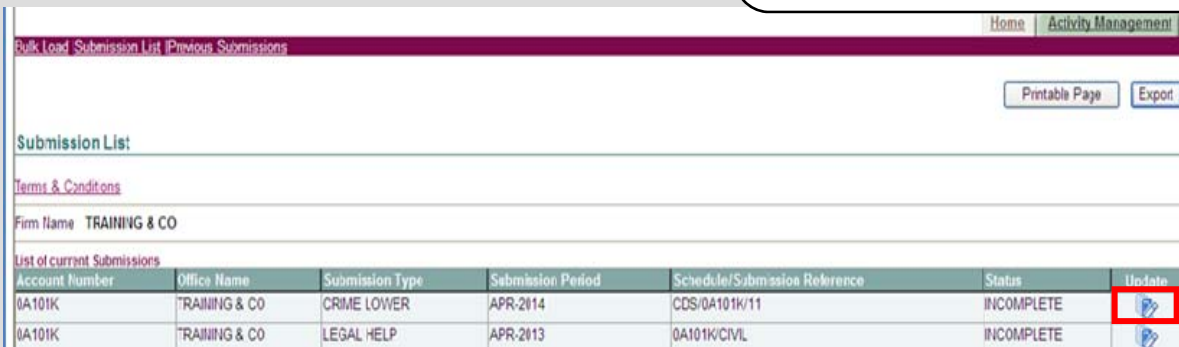 Home Activity Management
Bulk Load |Submission List |Previous Submissions
Printable Page Export
Submission List
Terms & Conditions
Firm Name TRAINING & CO
List of current Submissions
Account Number Office Name Submission Type Submission Period Schedule/Submission Reference Status Update
0A101K TRAINING & CO CRIME LOWER APR-2014 CDS/0A101K/11 INCOMPLETE
0A101K TRAINING & CO LEGAL HELP APR-2013 0A101K/CIVIL INCOMPLETE